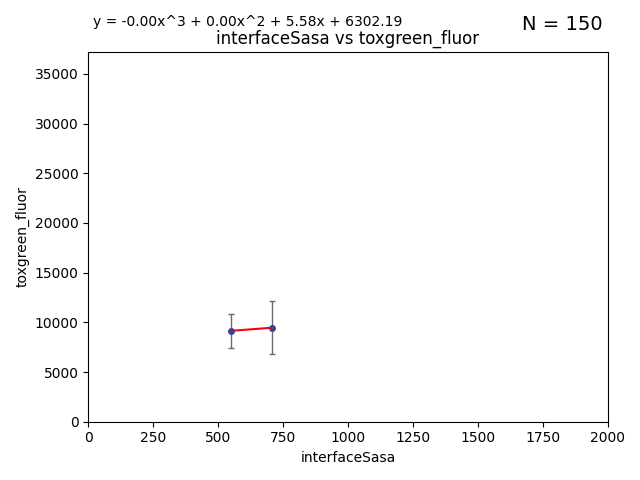 y = -0.00x^3 + 0.00x^2 + 5.58x + 6302.19
N = 150
interfaceSasa vs toxgreen_fluor
35000
30000
25000
20000
15000
10000
5000
0
toxgreen_fluor
0 250 500 750 1000 1250 1500 1750 2000
interfaceSasa